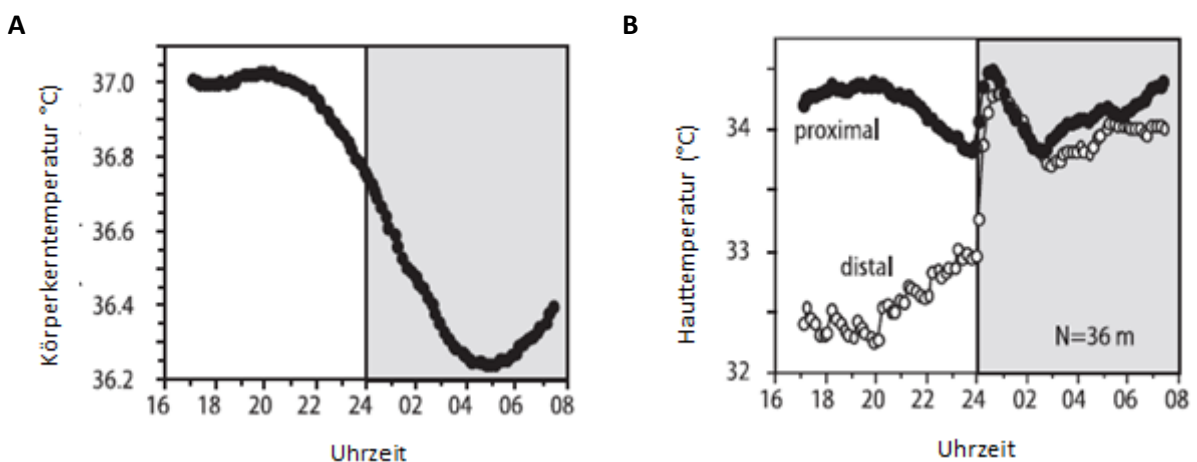 A
Körperkerntemperatur °C
37.0
36.8
36.6
36.4
36.2
16 18 20 22 24 02 04 06 08
Uhrzeit
B
Hauttemperatur (°C)
34
33
32
proximal
distal
N=36 m
16 18 20 22 24 02 04 06 08
Uhrzeit